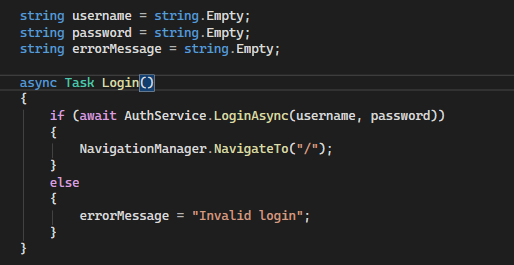 string username = string.Empty;
string password = string.Empty;
string errorMessage = string.Empty;
async Task Login()
{
if (await AuthService.LoginAsync(username, password))
{
NavigationManager.NavigateTo("/");
}
else
{
errorMessage = "Invalid login";
}
}